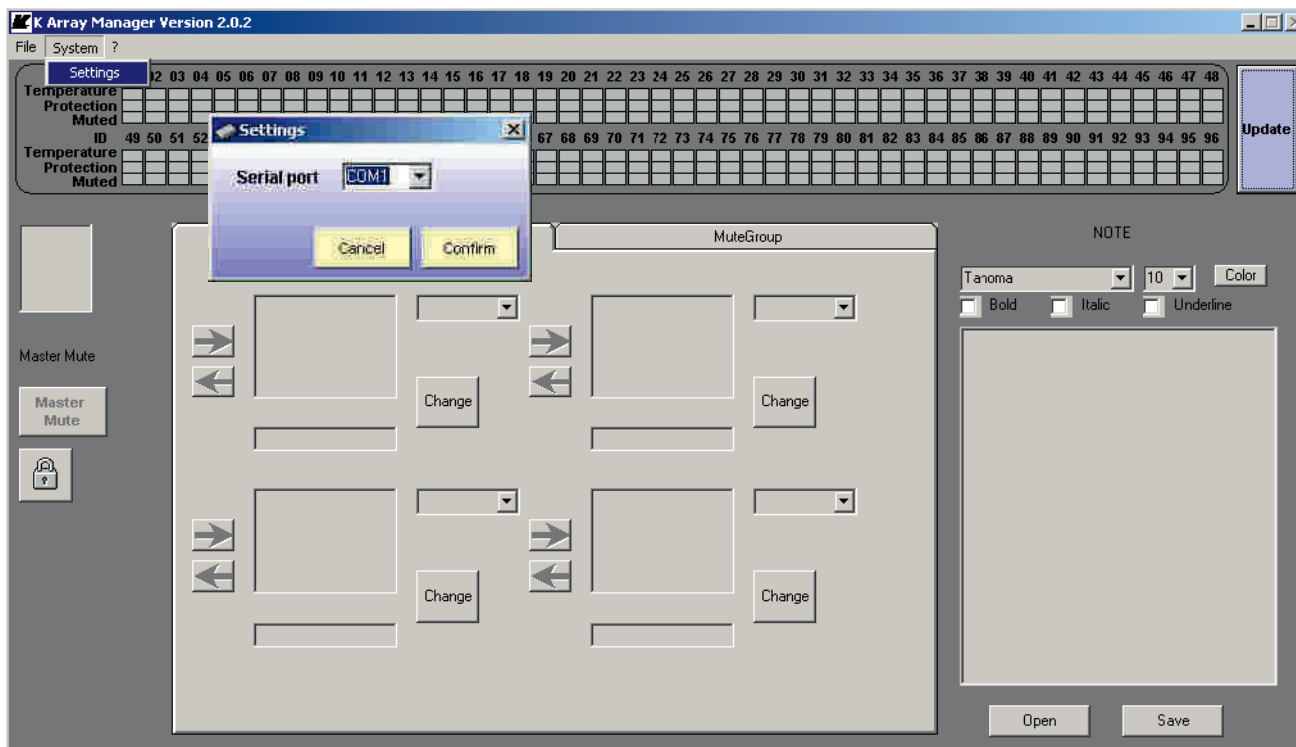 K Array Manager Version 2.0.2
File System ?
Settings
02 03 04 05 06 07 08 09 10 11 12 13 14 15 16 17 18 19 20 21 22 23 24 25 26 27 28 29 30 31 32 33 34 35 36 37 38 39 40 41 42 43 44 45 46 47 48
Temperature
Protection
Muted
ID 49 50 51 52 67 68 69 70 71 72 73 74 75 76 77 78 79 80 81 82 83 84 85 86 87 88 89 90 91 92 93 94 95 96
Temperature
Protection
Muted
Update
Settings
Serial port COM1
Cancel Confirm
MuteGroup
NOTE
Tahoma 10 Color
Bold Italic Underline
Master Mute
Master
Mute
Change Change
Change Change
Open Save